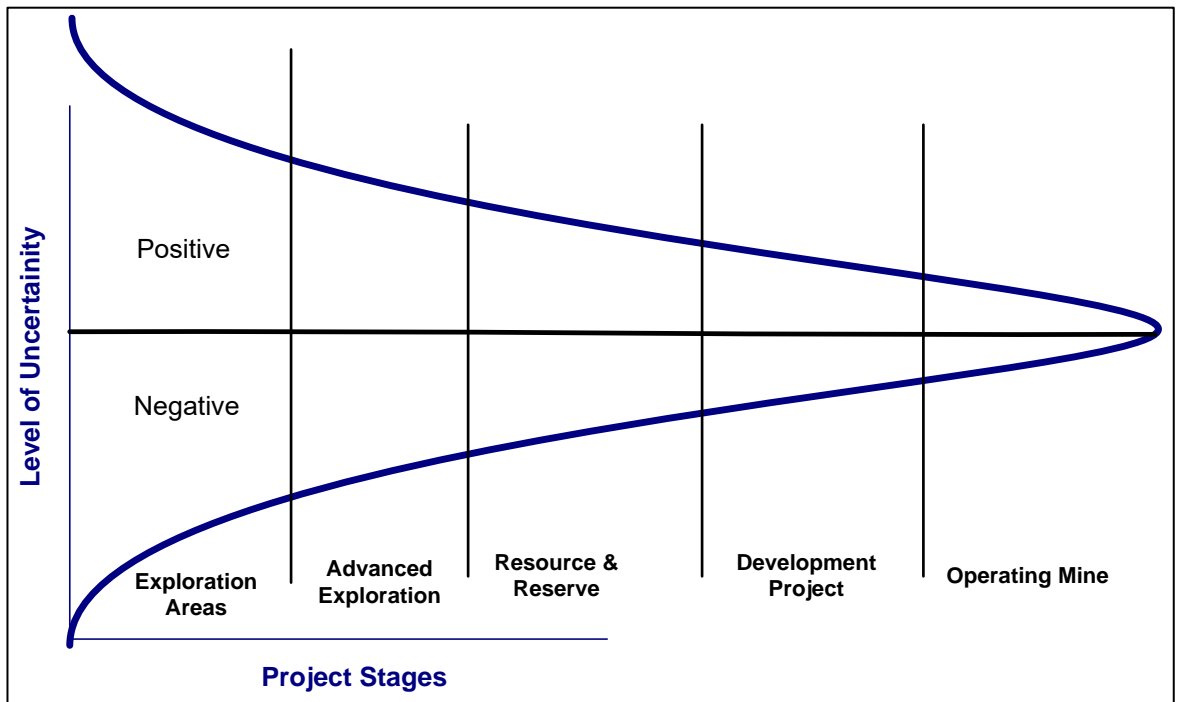 Level of Uncertainity
Positive
Negative
Exploration
Areas
Advanced
Exploration
Resource &
Reserve
Development
Project
Operating Mine
Project Stages